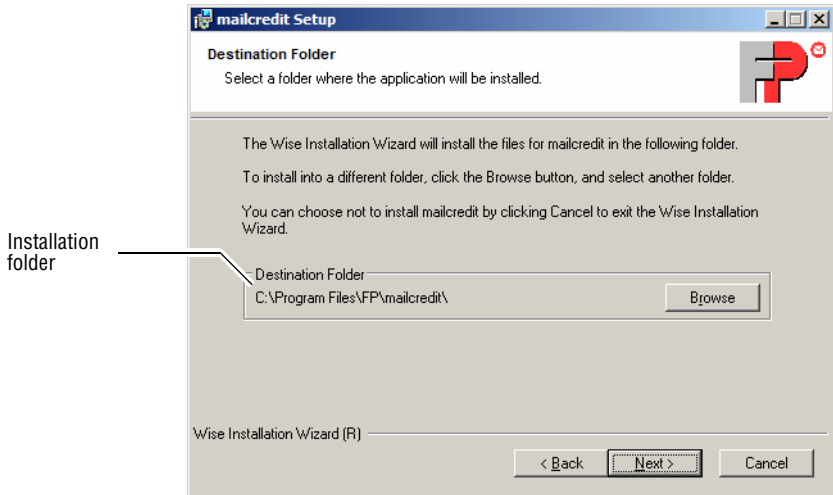 mailcredit Setup
Destination Folder
Select a folder where the application will be installed.
FP
The Wise Installation Wizard will install the files for mailcredit in the following folder.
To install into a different folder, click the Browse button, and select another folder.
You can choose not to install mailcredit by clicking Cancel to exit the Wise Installation
Wizard.
Installation
folder
Destination Folder
C:\Program Files\FP\mailcredit\
Browse
Wise Installation Wizard (R)
< Back
Next >
Cancel